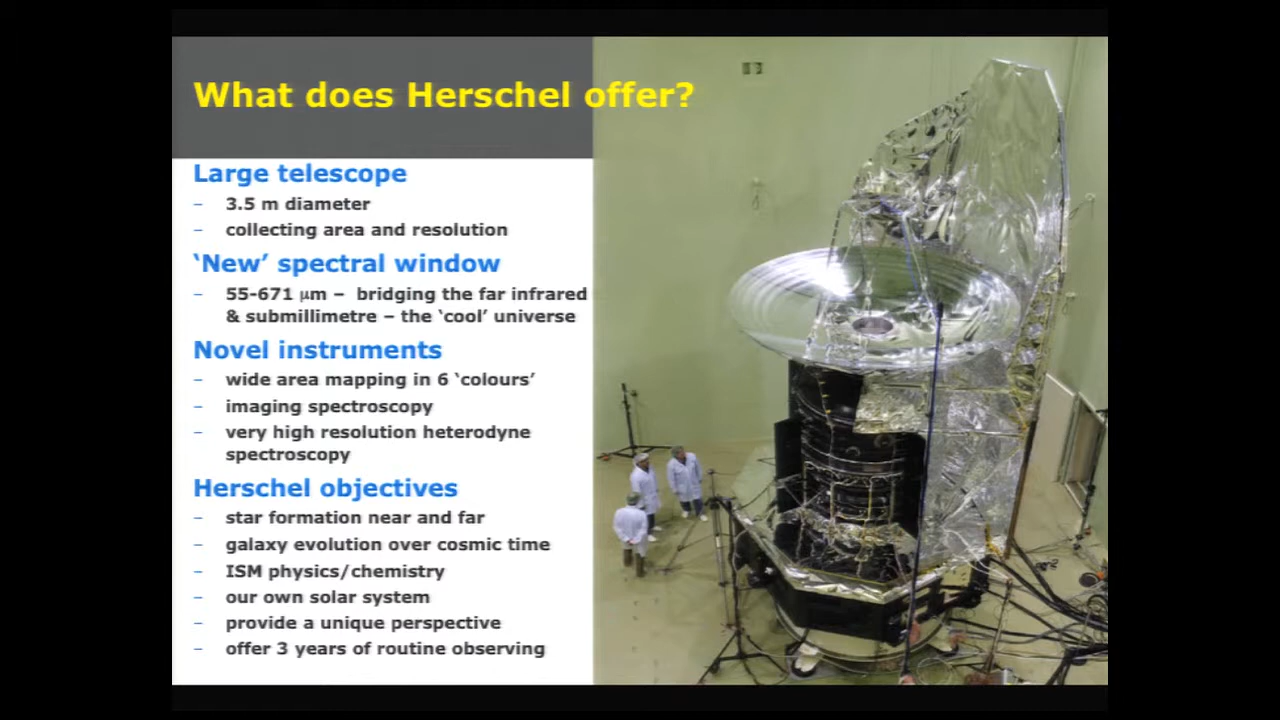 What does Herschel offer?
Large telescope
– 3.5 m diameter
– collecting area and resolution
‘New’ spectral window
– 55-671 μm – bridging the far infrared
& submillimetre – the ‘cool’ universe
Novel instruments
– wide area mapping in 6 ‘colours’
– imaging spectroscopy
– very high resolution heterodyne
spectroscopy
Herschel objectives
– star formation near and far
– galaxy evolution over cosmic time
– ISM physics/chemistry
– our own solar system
– provide a unique perspective
– offer 3 years of routine observing